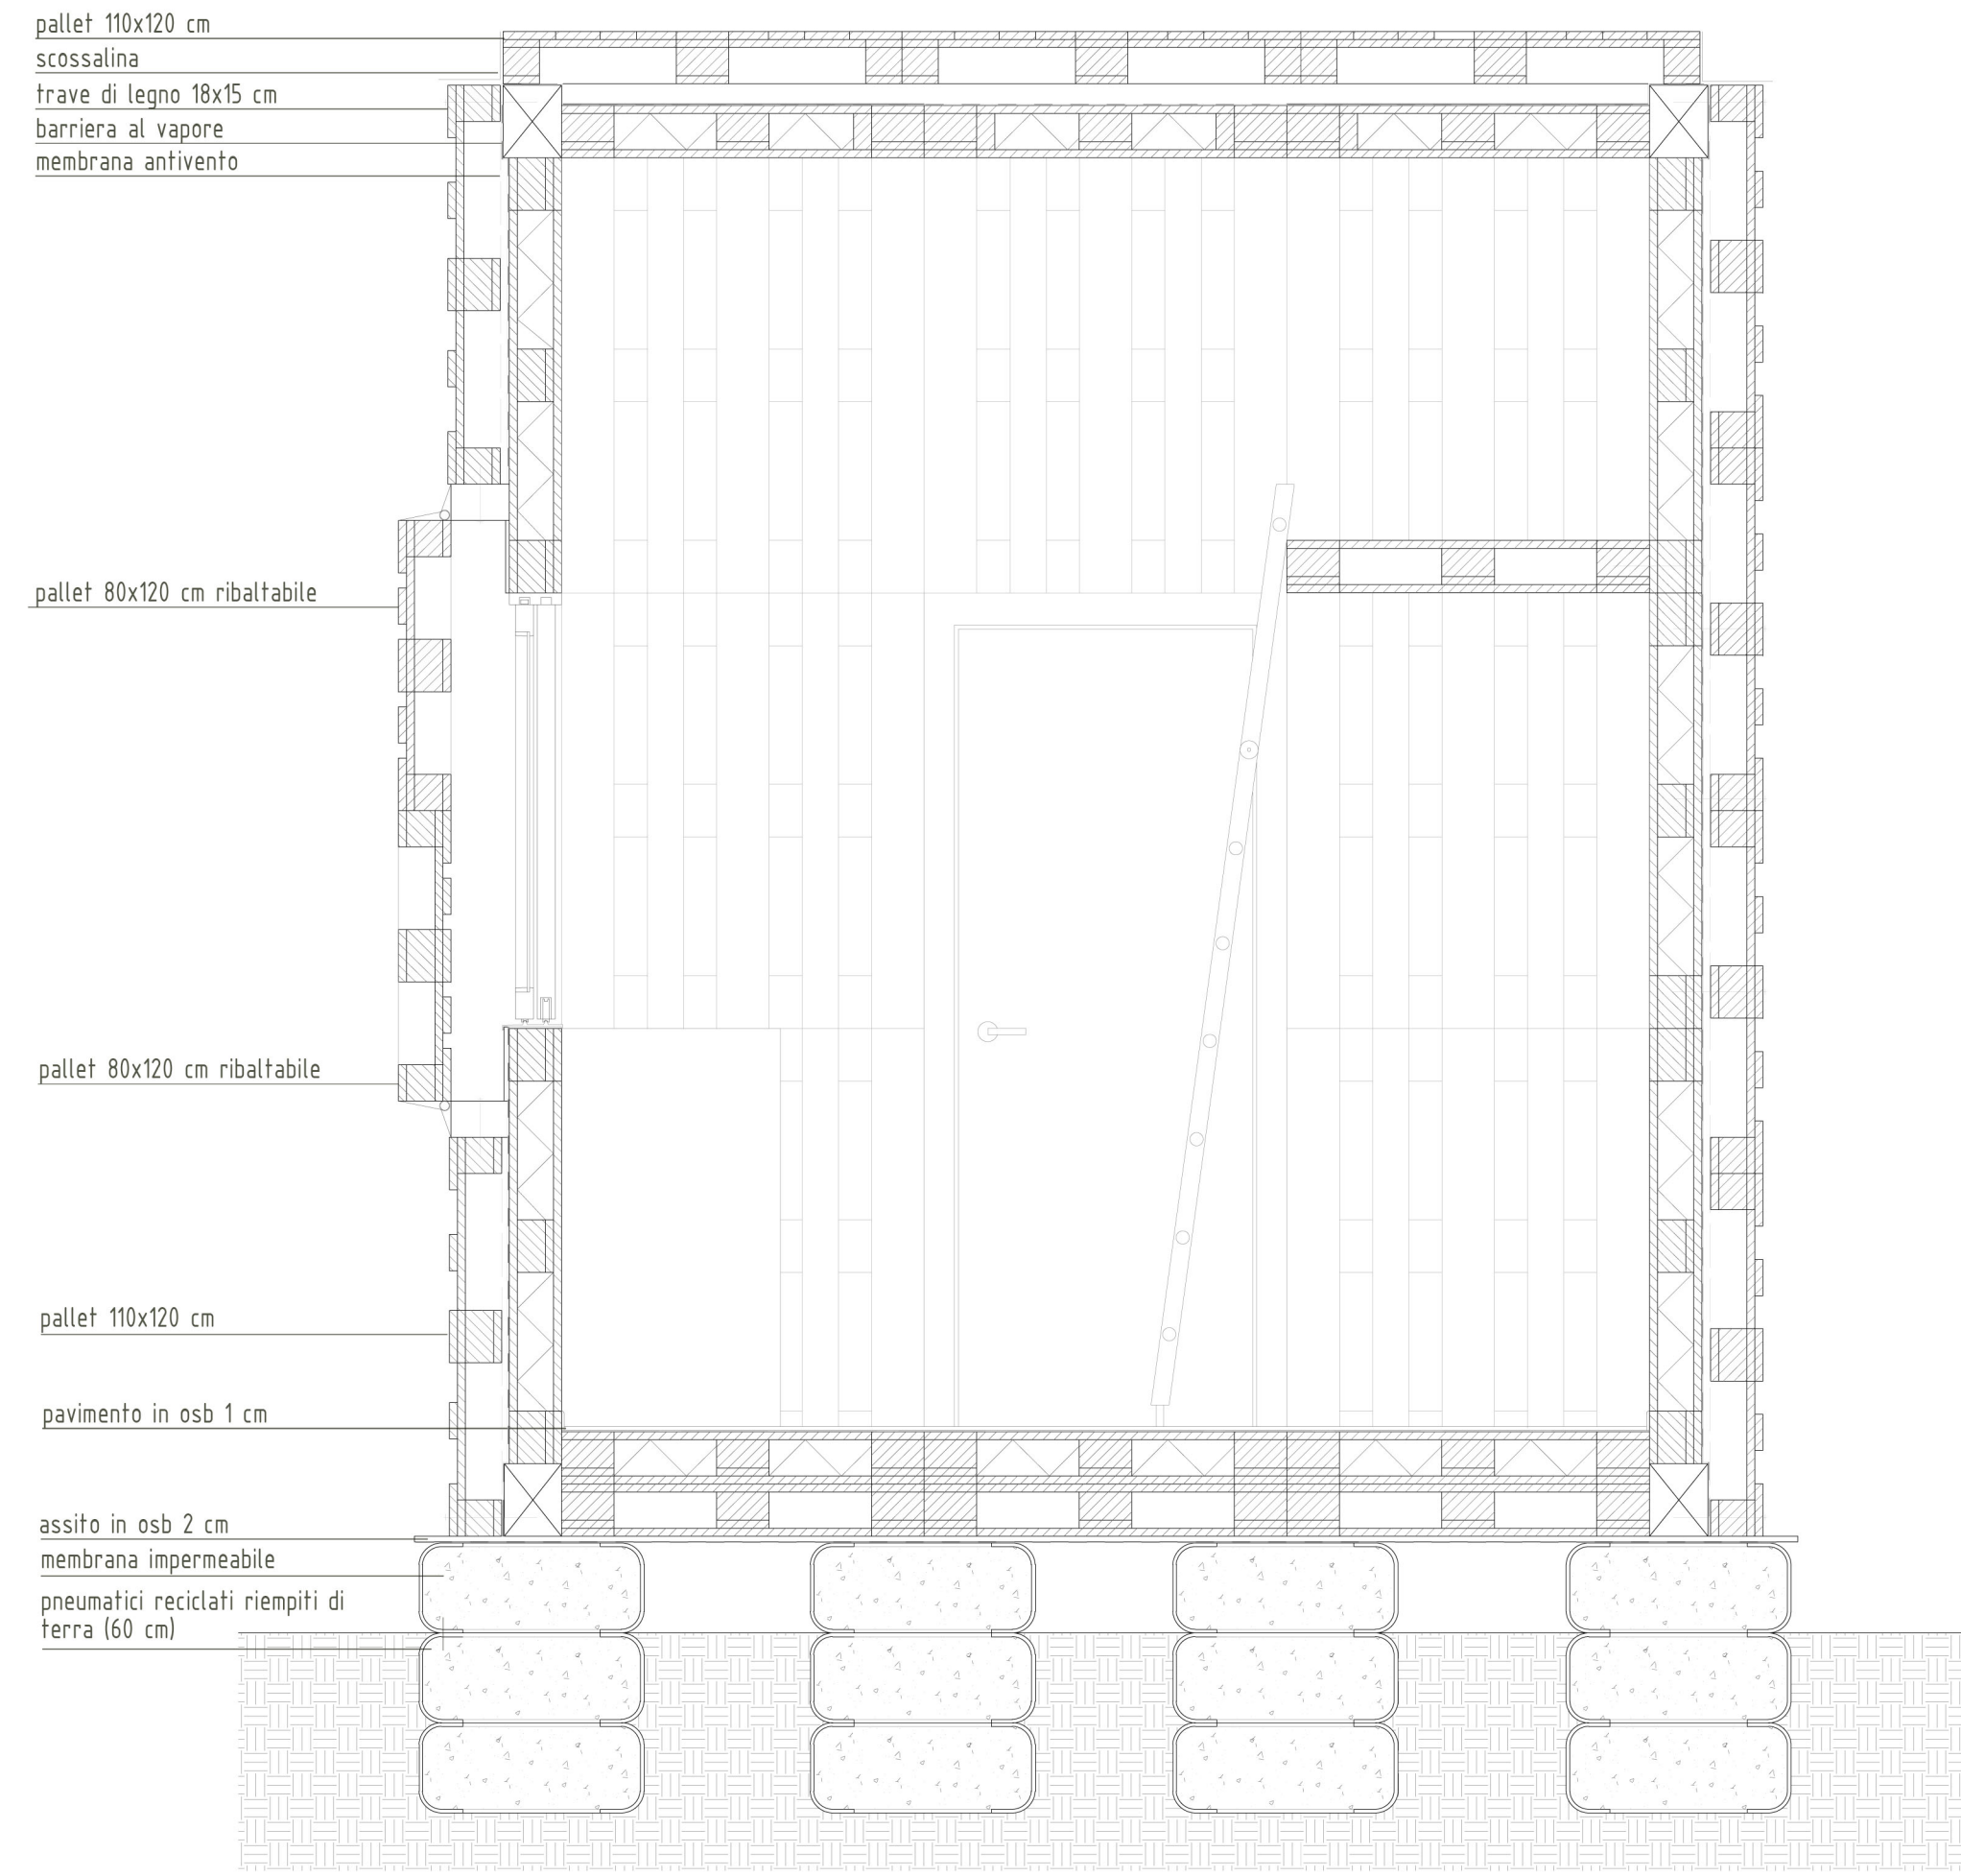 pallet 110x120 cm
scossalina
trave di legno 18x15 cm
barriera al vapore
membrana antivento
pallet 80x120 cm ribaltabile
pallet 80x120 cm ribaltabile
pallet 110x120 cm
pavimento in osb 1 cm
assito in osb 2 cm
membrana impermeabile
pneumatici reciclati riempiti di
terra (60 cm)